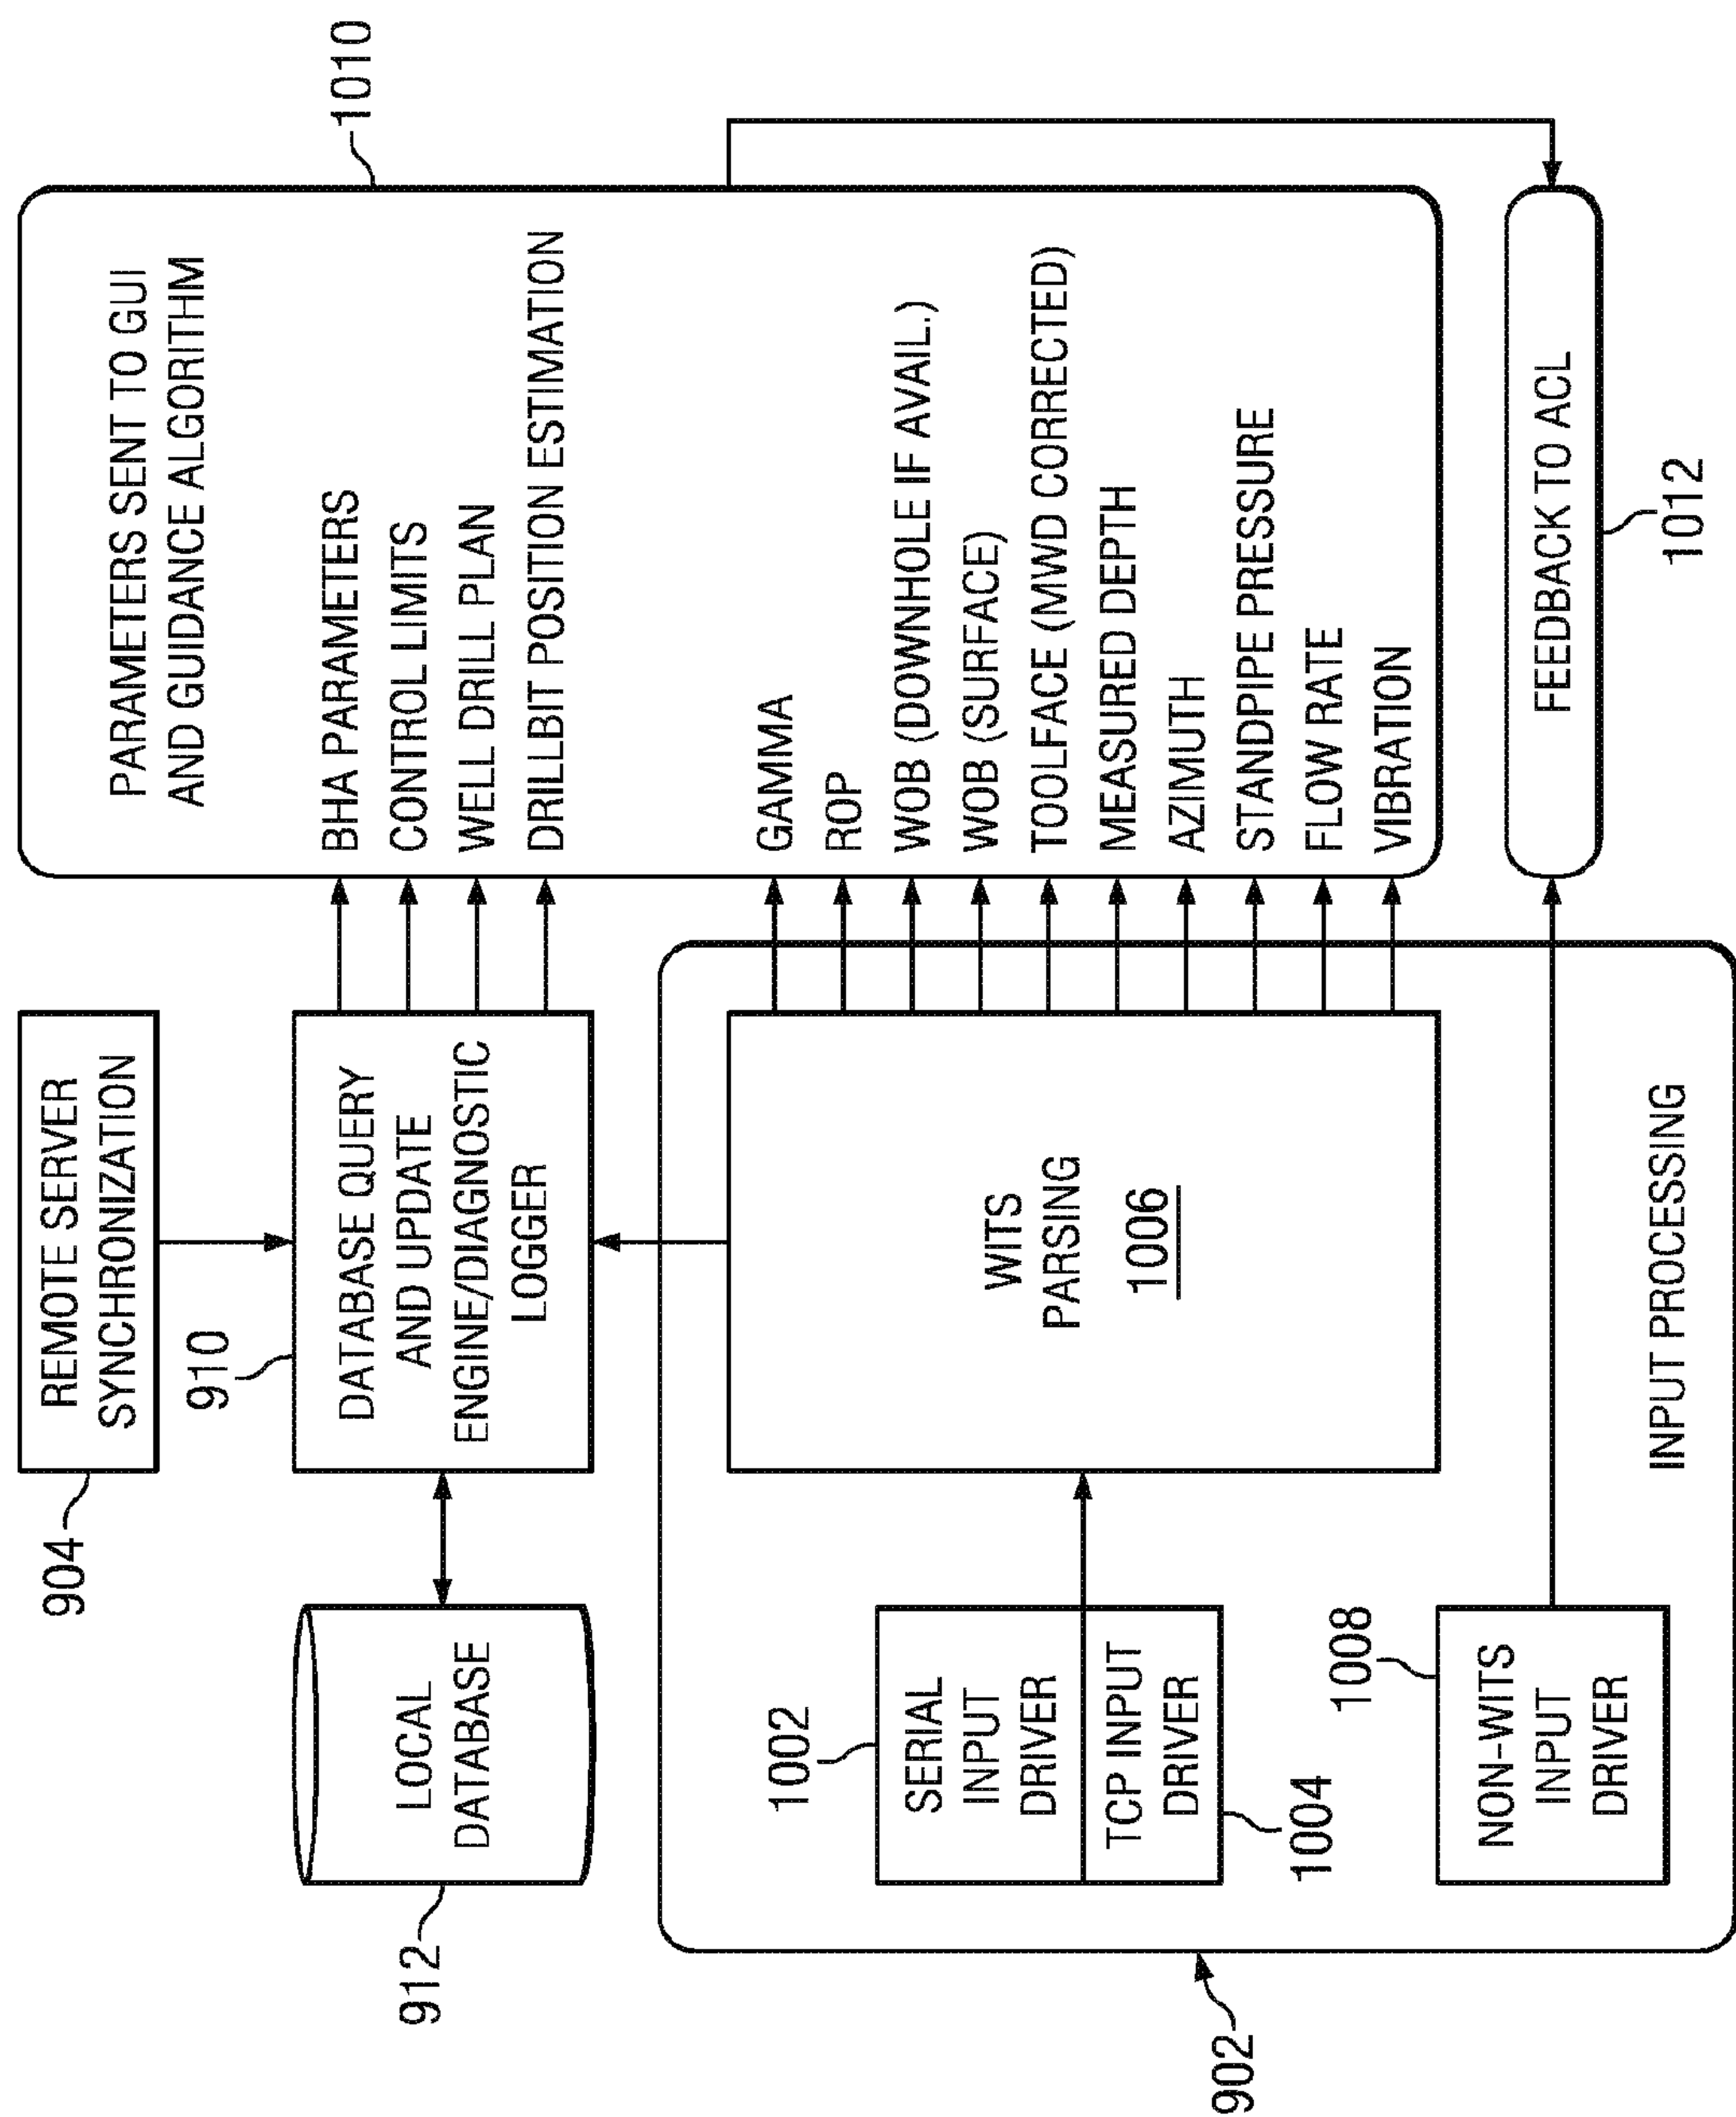 904
REMOTE SERVER
SYNCHRONIZATION
912
LOCAL
DATABASE
910
DATABASE QUERY
AND UPDATE
ENGINE/DIAGNOSTIC
LOGGER
PARAMETERS SENT TO GUI
AND GUIDANCE ALGORITHM
1010
BHA PARAMETERS
CONTROL LIMITS
WELL DRILL PLAN
DRILLBIT POSITION ESTIMATION
GAMMA
ROP
WOB (DOWNHOLE IF AVAIL.)
WOB (SURFACE)
TOOLFACE (MWD CORRECTED)
MEASURED DEPTH
AZIMUTH
STANDPIPE PRESSURE
FLOW RATE
VIBRATION
902
1002
SERIAL
INPUT
DRIVER
TCP INPUT
DRIVER
1004
WITS
PARSING
1006
1008
NON-WITS
INPUT
DRIVER
INPUT PROCESSING
FEEDBACK TO ACL
1012